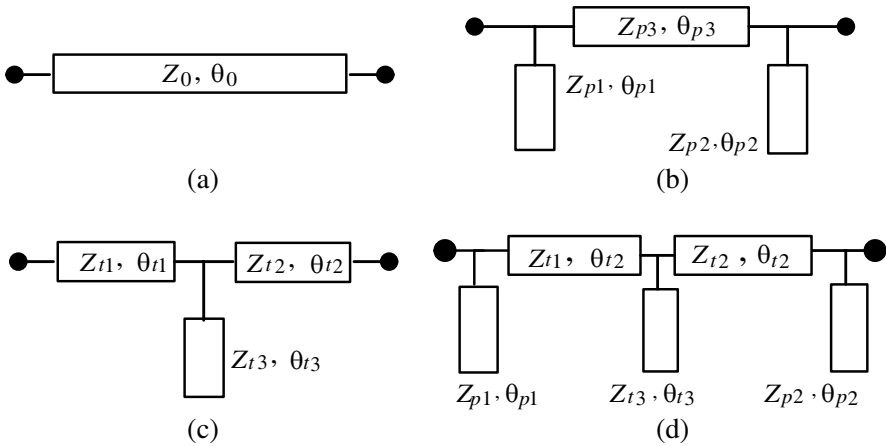 Z0, θ0
(a)
Zp3, θp3
Zp1, θp1
Zp2, θp2
(b)
Zt1, θt1
Zt2, θt2
Zt3, θt3
(c)
Zt1, θt2
Zt2, θt2
Zp1, θp1
Zt3, θt3
Zp2, θp2
(d)